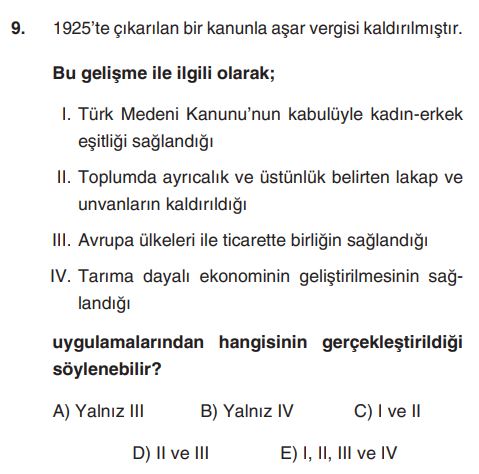 9. 1925’te çıkarılan bir kanunla aşar vergisi kaldırılmıştır.
Bu gelişme ile ilgili olarak;
I. Türk Medeni Kanunu’nun kabulüyle kadın-erkek
eşitliği sağlandığı
II. Toplumda ayrıcalık ve üstünlük belirten lakap ve
unvanların kaldırıldığı
III. Avrupa ülkeleri ile ticarette birliğin sağlandığı
IV. Tarıma dayalı ekonominin geliştirilmesinin sağ-
landığı
uygulamalarından hangisinin gerçekleştirildiği
söylenebilir?
A) Yalnız III B) Yalnız IV C) I ve II
D) II ve III E) I, II, III ve IV